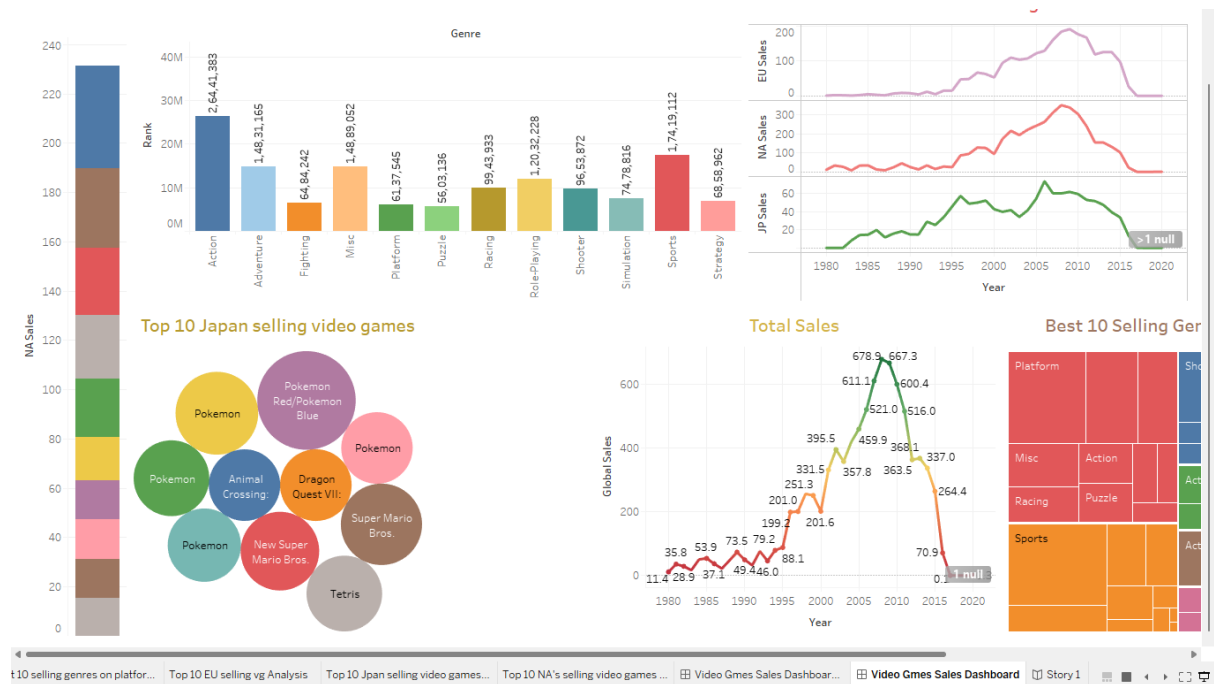 Genre
NA Sales
240
220
200
180
160
140
120
100
80
60
40
20
0
Rank
40M
30M
20M
10M
0M
2,64,41,383
1,48,31,165
64,84,242
1,48,89,052
61,37,545
56,03,136
99,43,933
1,20,32,228
96,53,872
74,78,816
1,74,19,112
68,58,962
Action
Adventure
Fighting
Misc
Platform
Puzzle
Racing
Role-Playing
Shooter
Simulation
Sports
Strategy
EU Sales
200
100
0
NA Sales
300
200
100
0
JP Sales
60
40
20
>1 null
1980 1985 1990 1995 2000 2005 2010 2015 2020
Year
Top 10 Japan selling video games
Pokemon
Pokemon
Red/Pokemon
Blue
Pokemon
Pokemon
Animal
Crossing:
Dragon
Quest VII:
Super Mario
Bros.
Pokemon
New Super
Mario Bros.
Tetris
Total Sales
Global Sales
600
400
200
0
11.4
35.8
28.9
53.9
37.1
73.5
49.4
79.2
46.0
88.1
199.2
201.0
251.3
201.6
331.5
395.5
357.8
459.9
521.0
611.1
678.9
667.3
600.4
516.0
368.1
363.5
337.0
264.4
70.9
0.1
1 null
1980 1985 1990 1995 2000 2005 2010 2015 2020
Year
Best 10 Selling Ger
Platform
Misc
Action
Racing
Puzzle
Sports
Sho
Act
Act
t 10 selling genres on platfor...
Top 10 EU selling vg Analysis
Top 10 Jpan selling video games...
Top 10 NA's selling video games ...
Video Gmes Sales Dashboar...
Video Gmes Sales Dashboard
Story 1